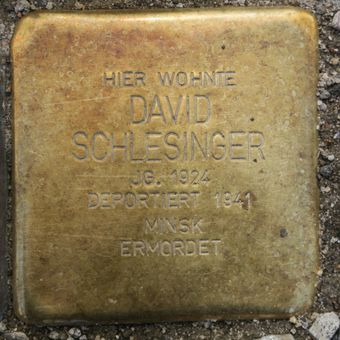 HIER WOHNTE
DAVID
SCHLESINGER
JG. 1924
DEPORTIERT 1941
MINSK
ERMORDET